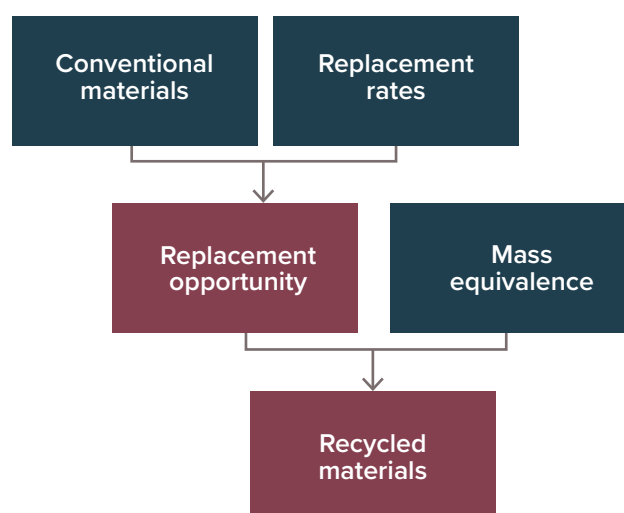 Conventional
materials
Replacement
rates
Replacement
opportunity
Mass
equivalence
Recycled
materials